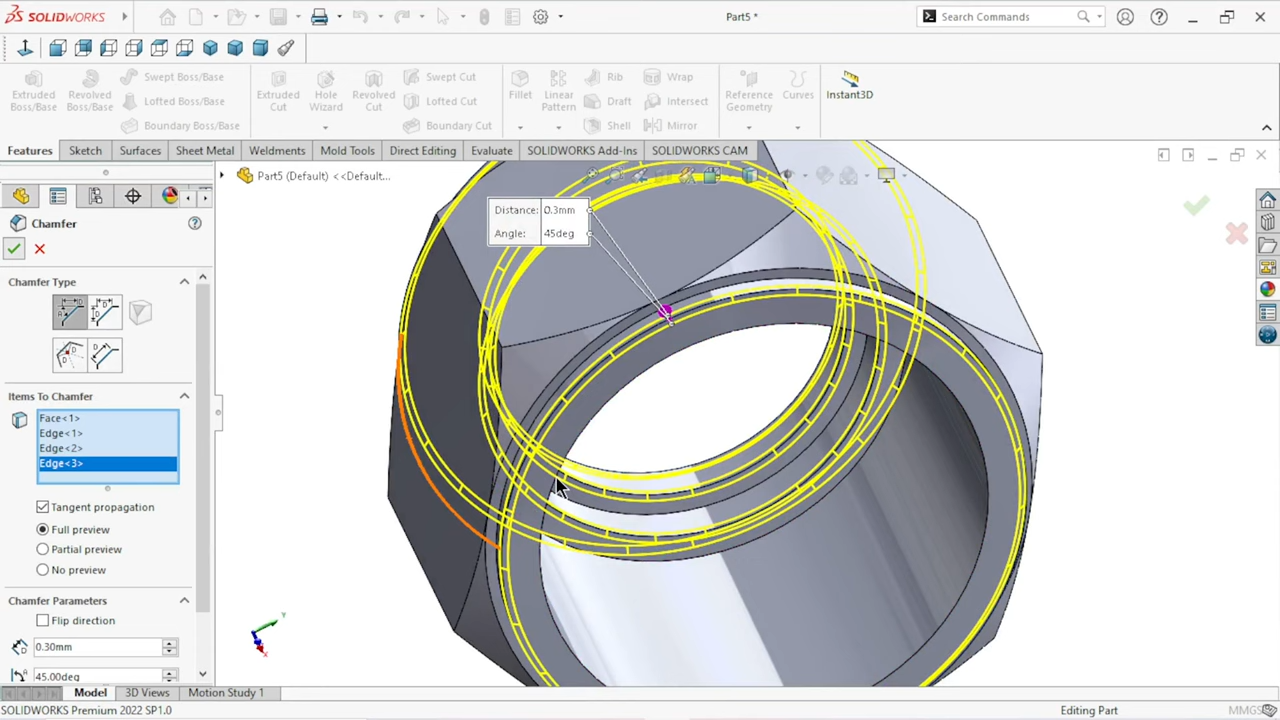 SOLIDWORKS
Part5 *
Search Commands
Extruded Boss/Base
Revolved Boss/Base
Swept Boss/Base
Lofted Boss/Base
Boundary Boss/Base
Extruded Cut
Hole Wizard
Revolved Cut
Swept Cut
Lofted Cut
Boundary Cut
Fillet
Linear Pattern
Rib
Draft
Shell
Wrap
Intersect
Mirror
Reference Geometry
Curves
Instant3D
Features
Sketch
Surfaces
Sheet Metal
Weldments
Mold Tools
Direct Editing
Evaluate
SOLIDWORKS Add-Ins
SOLIDWORKS CAM
Part5 (Default) <<Default...
Chamfer
Chamfer Type
Items To Chamfer
Face<1>
Edge<1>
Edge<2>
Edge<3>
Tangent propagation
Full preview
Partial preview
No preview
Chamfer Parameters
Flip direction
0.30mm
45.00deg
Distance: 0.3mm
Angle: 45deg
Model
3D Views
Motion Study 1
SOLIDWORKS Premium 2022 SP1.0
Editing Part
MMGS